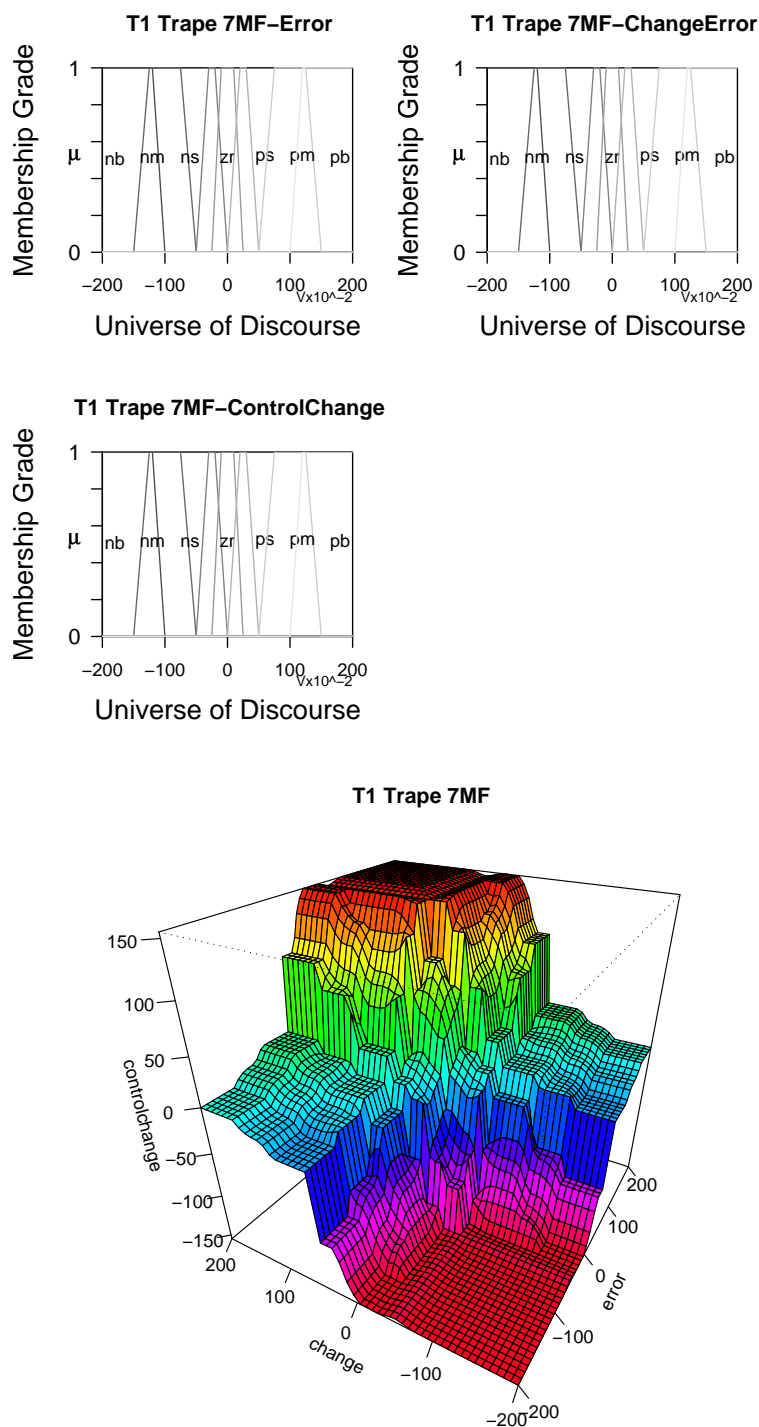 T1 Trape 7MF−Error
Membership Grade
μ
1
0
nb nm ns zr ps pm pb
−200 −100 0 100 200
Vx10^−2
Universe of Discourse
T1 Trape 7MF−ChangeError
Membership Grade
μ
1
0
nb nm ns zr ps pm pb
−200 −100 0 100 200
Vx10^−2
Universe of Discourse
T1 Trape 7MF−ControlChange
Membership Grade
μ
1
0
nb nm ns zr ps pm pb
−200 −100 0 100 200
Vx10^−2
Universe of Discourse
T1 Trape 7MF
150
100
50
0
−50
−100
−150
controlchange
200
100
0
−100
−200
change
200
100
0
−100
−200
error